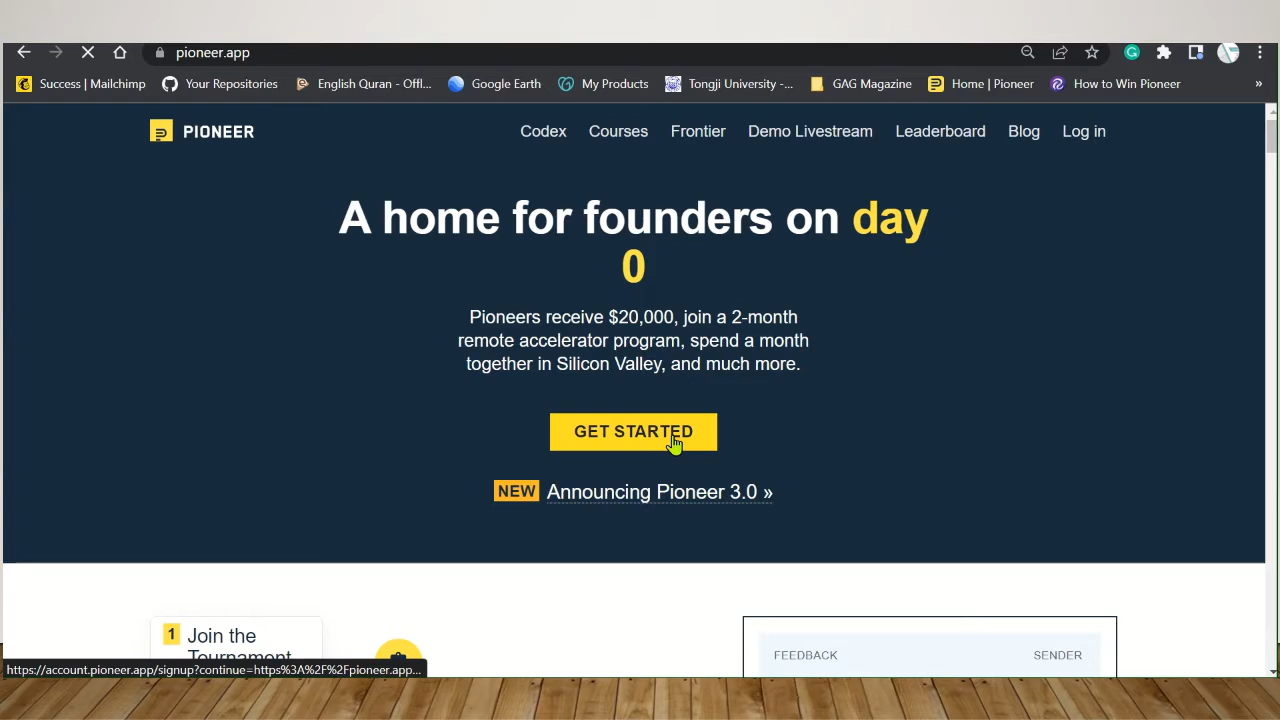 pioneer.app
Success | Mailchimp
Your Repositories
English Quran - Offl...
Google Earth
My Products
Tongji University -...
GAG Magazine
Home | Pioneer
How to Win Pioneer
»
PIONEER
Codex
Courses
Frontier
Demo Livestream
Leaderboard
Blog
Log in
A home for founders on day
0
Pioneers receive $20,000, join a 2-month
remote accelerator program, spend a month
together in Silicon Valley, and much more.
GET STARTED
NEW Announcing Pioneer 3.0 »
1 Join the
Tournament
FEEDBACK
SENDER
https://account.pioneer.app/signup?continue=https%3A%2F%2Fpioneer.app...